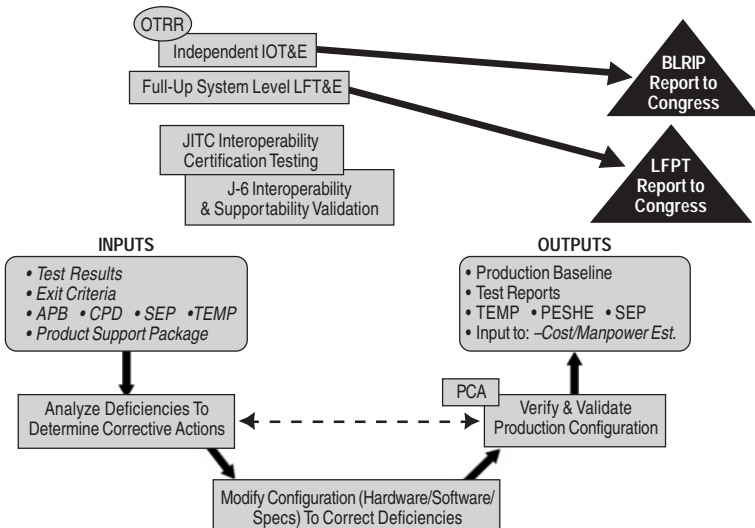 OTRR
Independent IOT&E
Full-Up System Level LFT&E
BLRIP
Report to
Congress
JITC Interoperability
Certification Testing
J-6 Interoperability
& Supportability Validation
LFPT
Report to
Congress
INPUTS
• Test Results
• Exit Criteria
• APB • CPD • SEP •TEMP
• Product Support Package
OUTPUTS
• Production Baseline
• Test Reports
• TEMP • PESHE • SEP
• Input to: –Cost/Manpower Est.
Analyze Deficiencies To
Determine Corrective Actions
PCA
Verify & Validate
Production Configuration
Modify Configuration (Hardware/Software/
Specs) To Correct Deficiencies